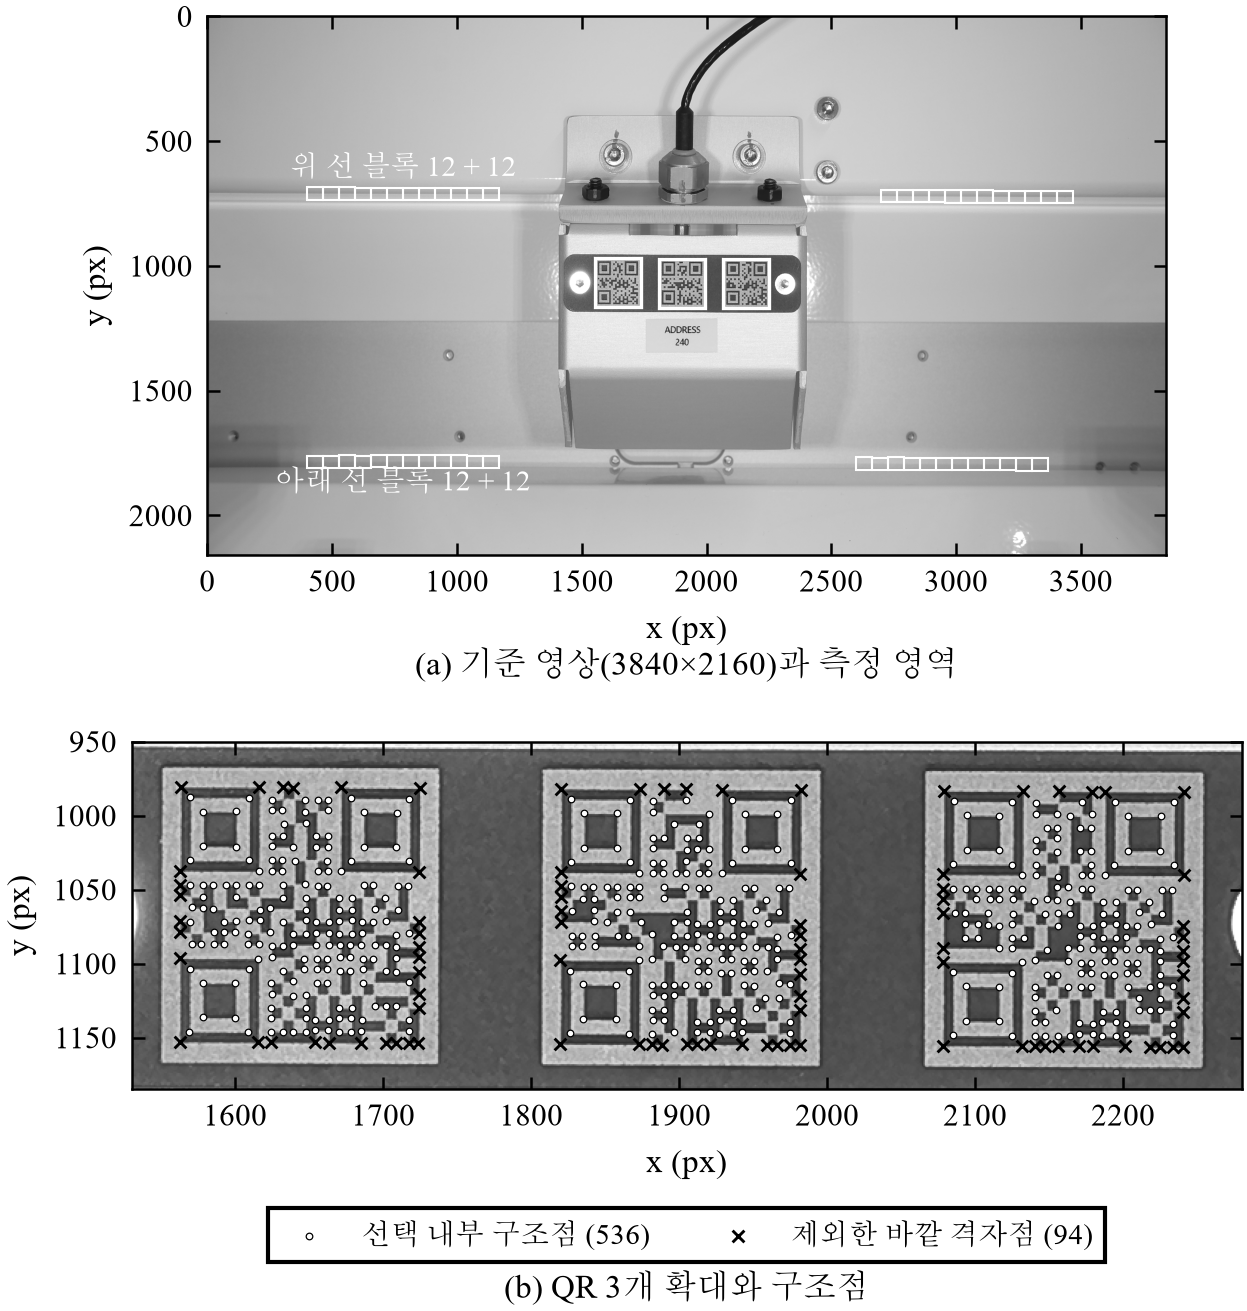 0
500
1000
1500
2000
y (px)
위 선 블록 12 + 12
ADDRESS
240
아래 선 블록 12 + 12
0 500 1000 1500 2000 2500 3000 3500
x (px)
(a) 기준 영상(3840×2160)과 측정 영역
950
1000
1050
1100
1150
y (px)
1600 1700 1800 1900 2000 2100 2200
x (px)
선택 내부 구조점 (536) 제외한 바깥 격자점 (94)
(b) QR 3개 확대와 구조점